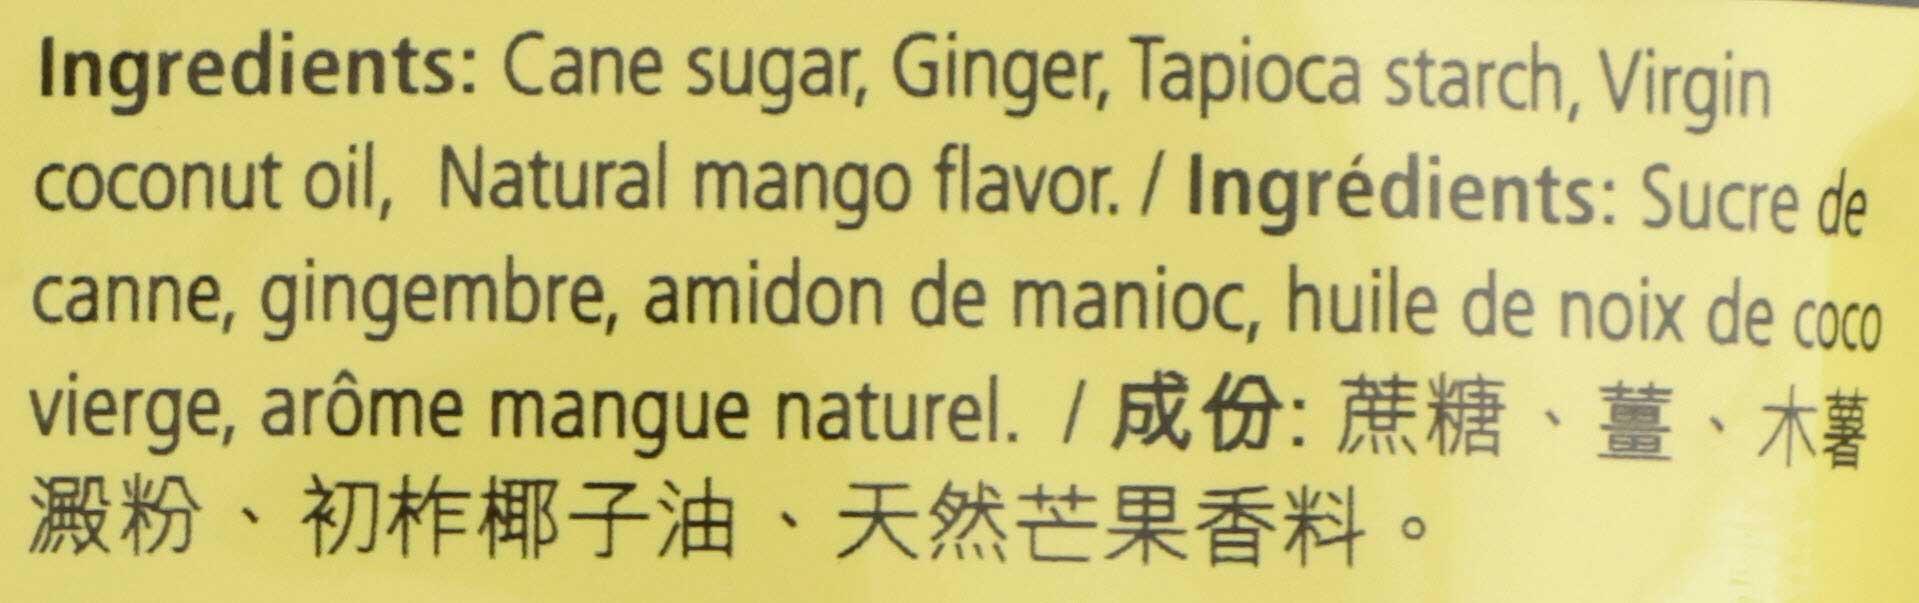 Ingredients: Cane sugar, Ginger, Tapioca starch, Virgin
coconut oil, Natural mango flavor. / Ingrédients: Sucre de
canne, gingembre, amidon de manioc, huile de noix de coco
vierge, arôme mangue naturel. / 成份: 蔗糖、薑、木薯
澱粉、初柞椰子油、天然芒果香料。